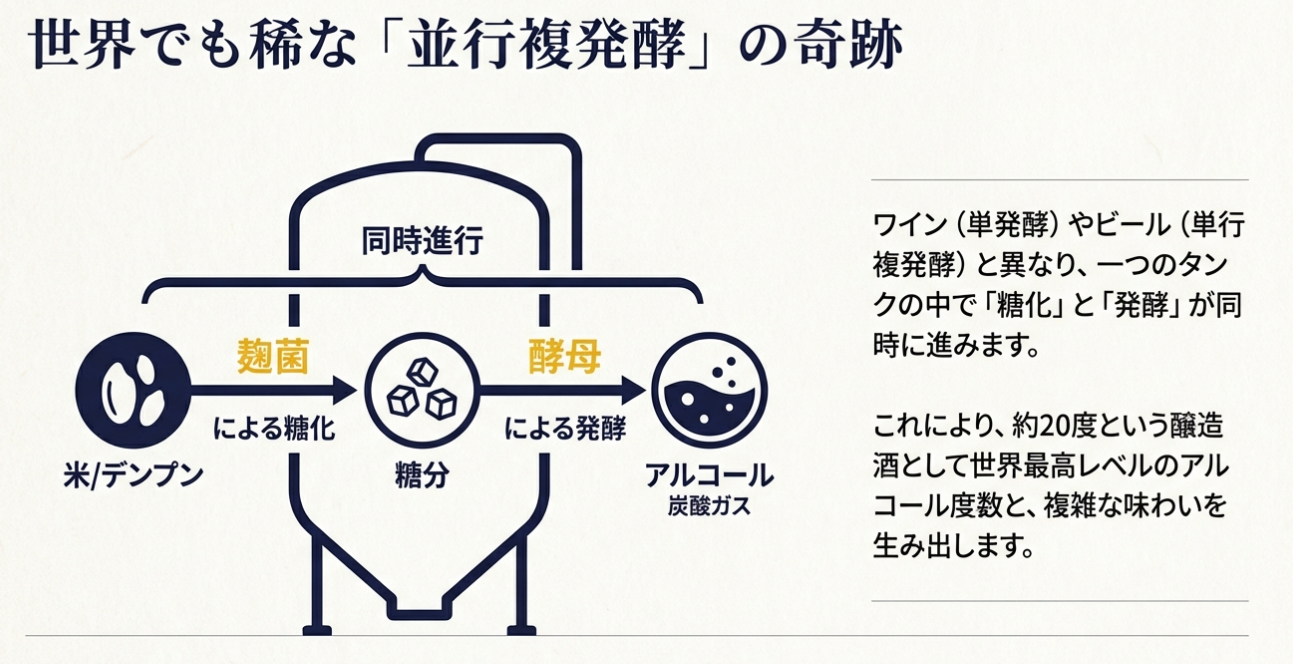 世界でも稀な「並行複発酵」の奇跡
同時進行
麹菌
による糖化
酵母
による発酵
米/デンプン
糖分
アルコール
炭酸ガス
ワイン（単発酵）やビール（単行
複発酵）と異なり、一つのタン
クの中で「糖化」と「発酵」が同
時に進みます。
これにより、約20度という醸造
酒として世界最高レベルのアル
コール度数と、複雑な味わいを
生み出します。